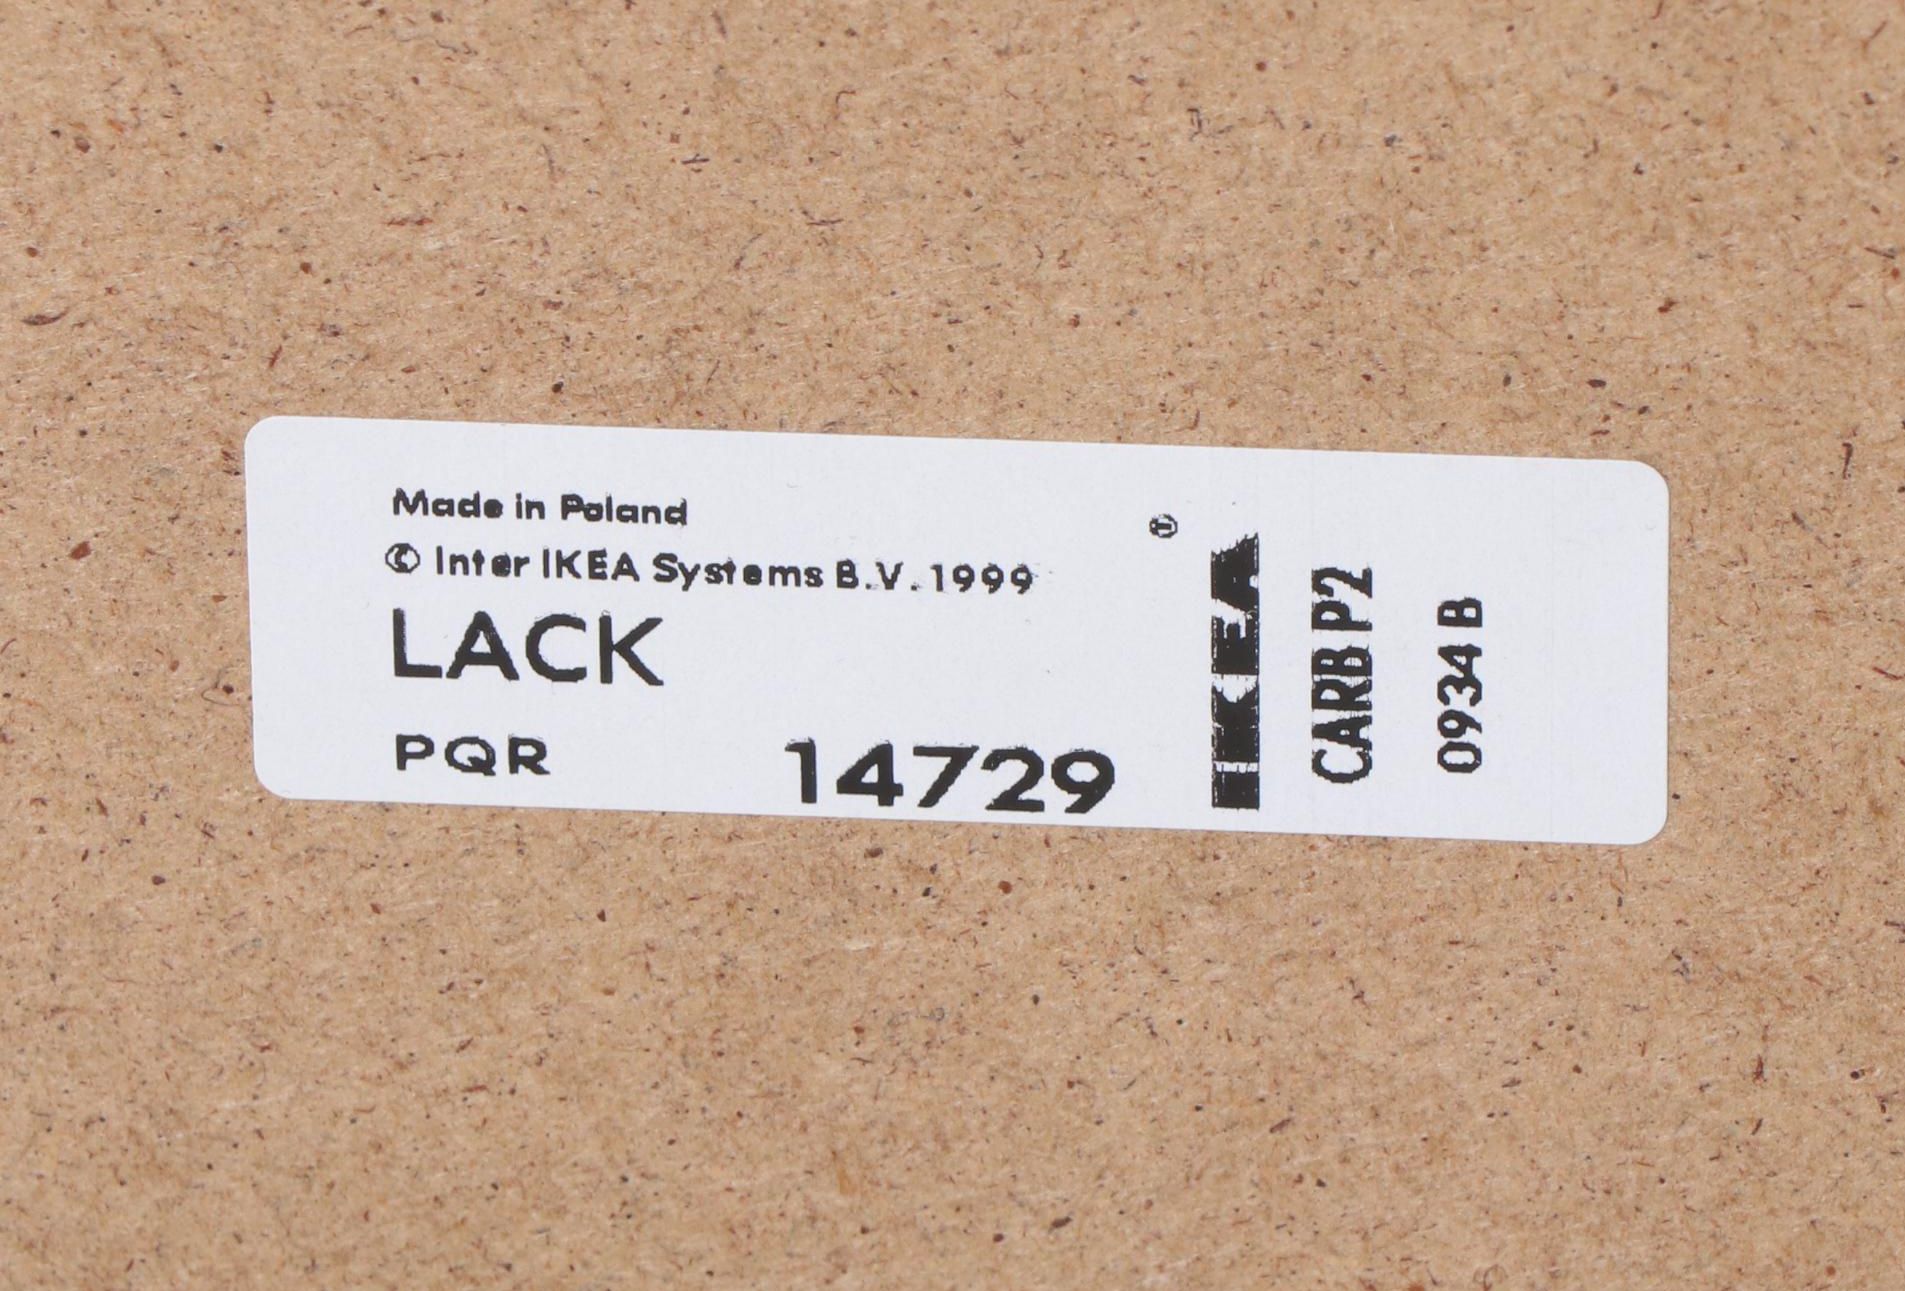 Made in Poland
© Inter IKEA Systems B.V. 1999
LACK
PQR 14729
IKEA ®
CARB P2
0934 B